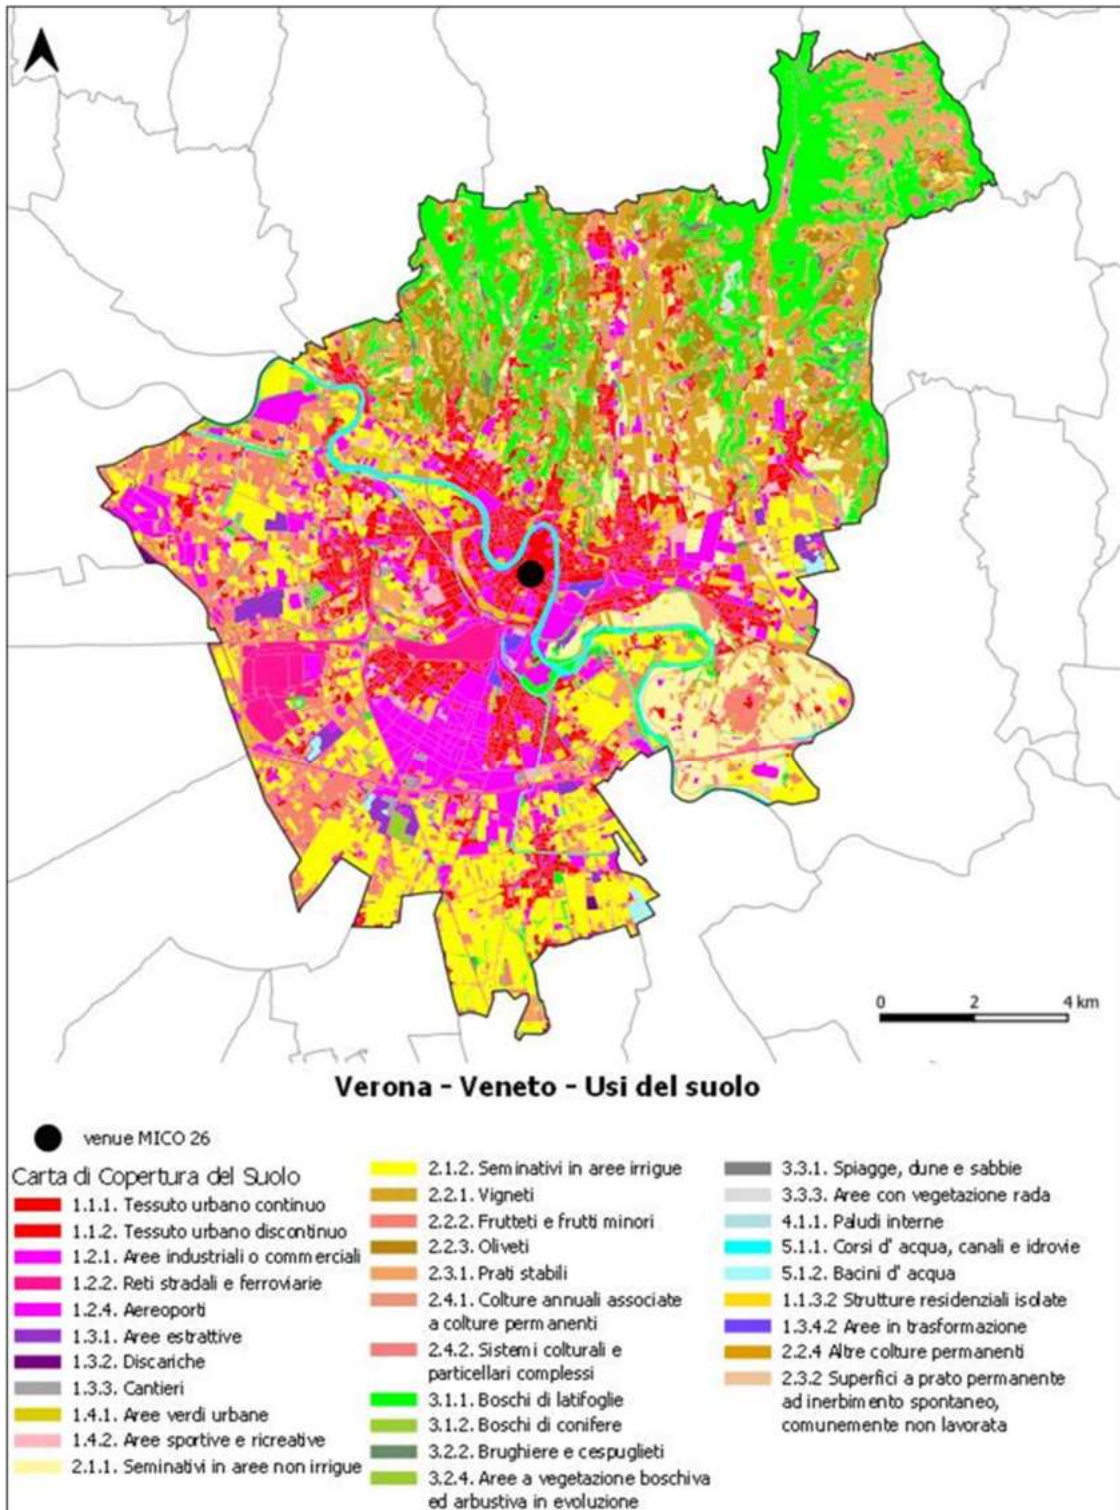 0 2 4 km
Verona - Veneto - Usi del suolo
venue MICO 26
Carta di Copertura del Suolo
1.1.1. Tessuto urbano continuo
1.1.2. Tessuto urbano discontinuo
1.2.1. Aree industriali o commerciali
1.2.2. Reti stradali e ferroviarie
1.2.4. Aereoporti
1.3.1. Aree estrattive
1.3.2. Discariche
1.3.3. Cantieri
1.4.1. Aree verdi urbane
1.4.2. Aree sportive e ricreative
2.1.1. Seminativi in aree non irrigue
2.1.2. Seminativi in aree irrigue
2.2.1. Vigneti
2.2.2. Frutteti e frutti minori
2.2.3. Oliveti
2.3.1. Prati stabili
2.4.1. Colture annuali associate
a colture permanenti
2.4.2. Sistemi colturali e
particellari complessi
3.1.1. Boschi di latifoglie
3.1.2. Boschi di conifere
3.2.2. Brughiere e cespuglieti
3.2.4. Aree a vegetazione boschiva
ed arbustiva in evoluzione
3.3.1. Spiagge, dune e sabbie
3.3.3. Aree con vegetazione rada
4.1.1. Paludi interne
5.1.1. Corsi d' acqua, canali e idrovie
5.1.2. Bacini d' acqua
1.1.3.2 Strutture residenziali isolate
1.3.4.2 Aree in trasformazione
2.2.4 Altre colture permanenti
2.3.2 Superfici a prato permanente
ad inerbimento spontaneo,
comunemente non lavorata